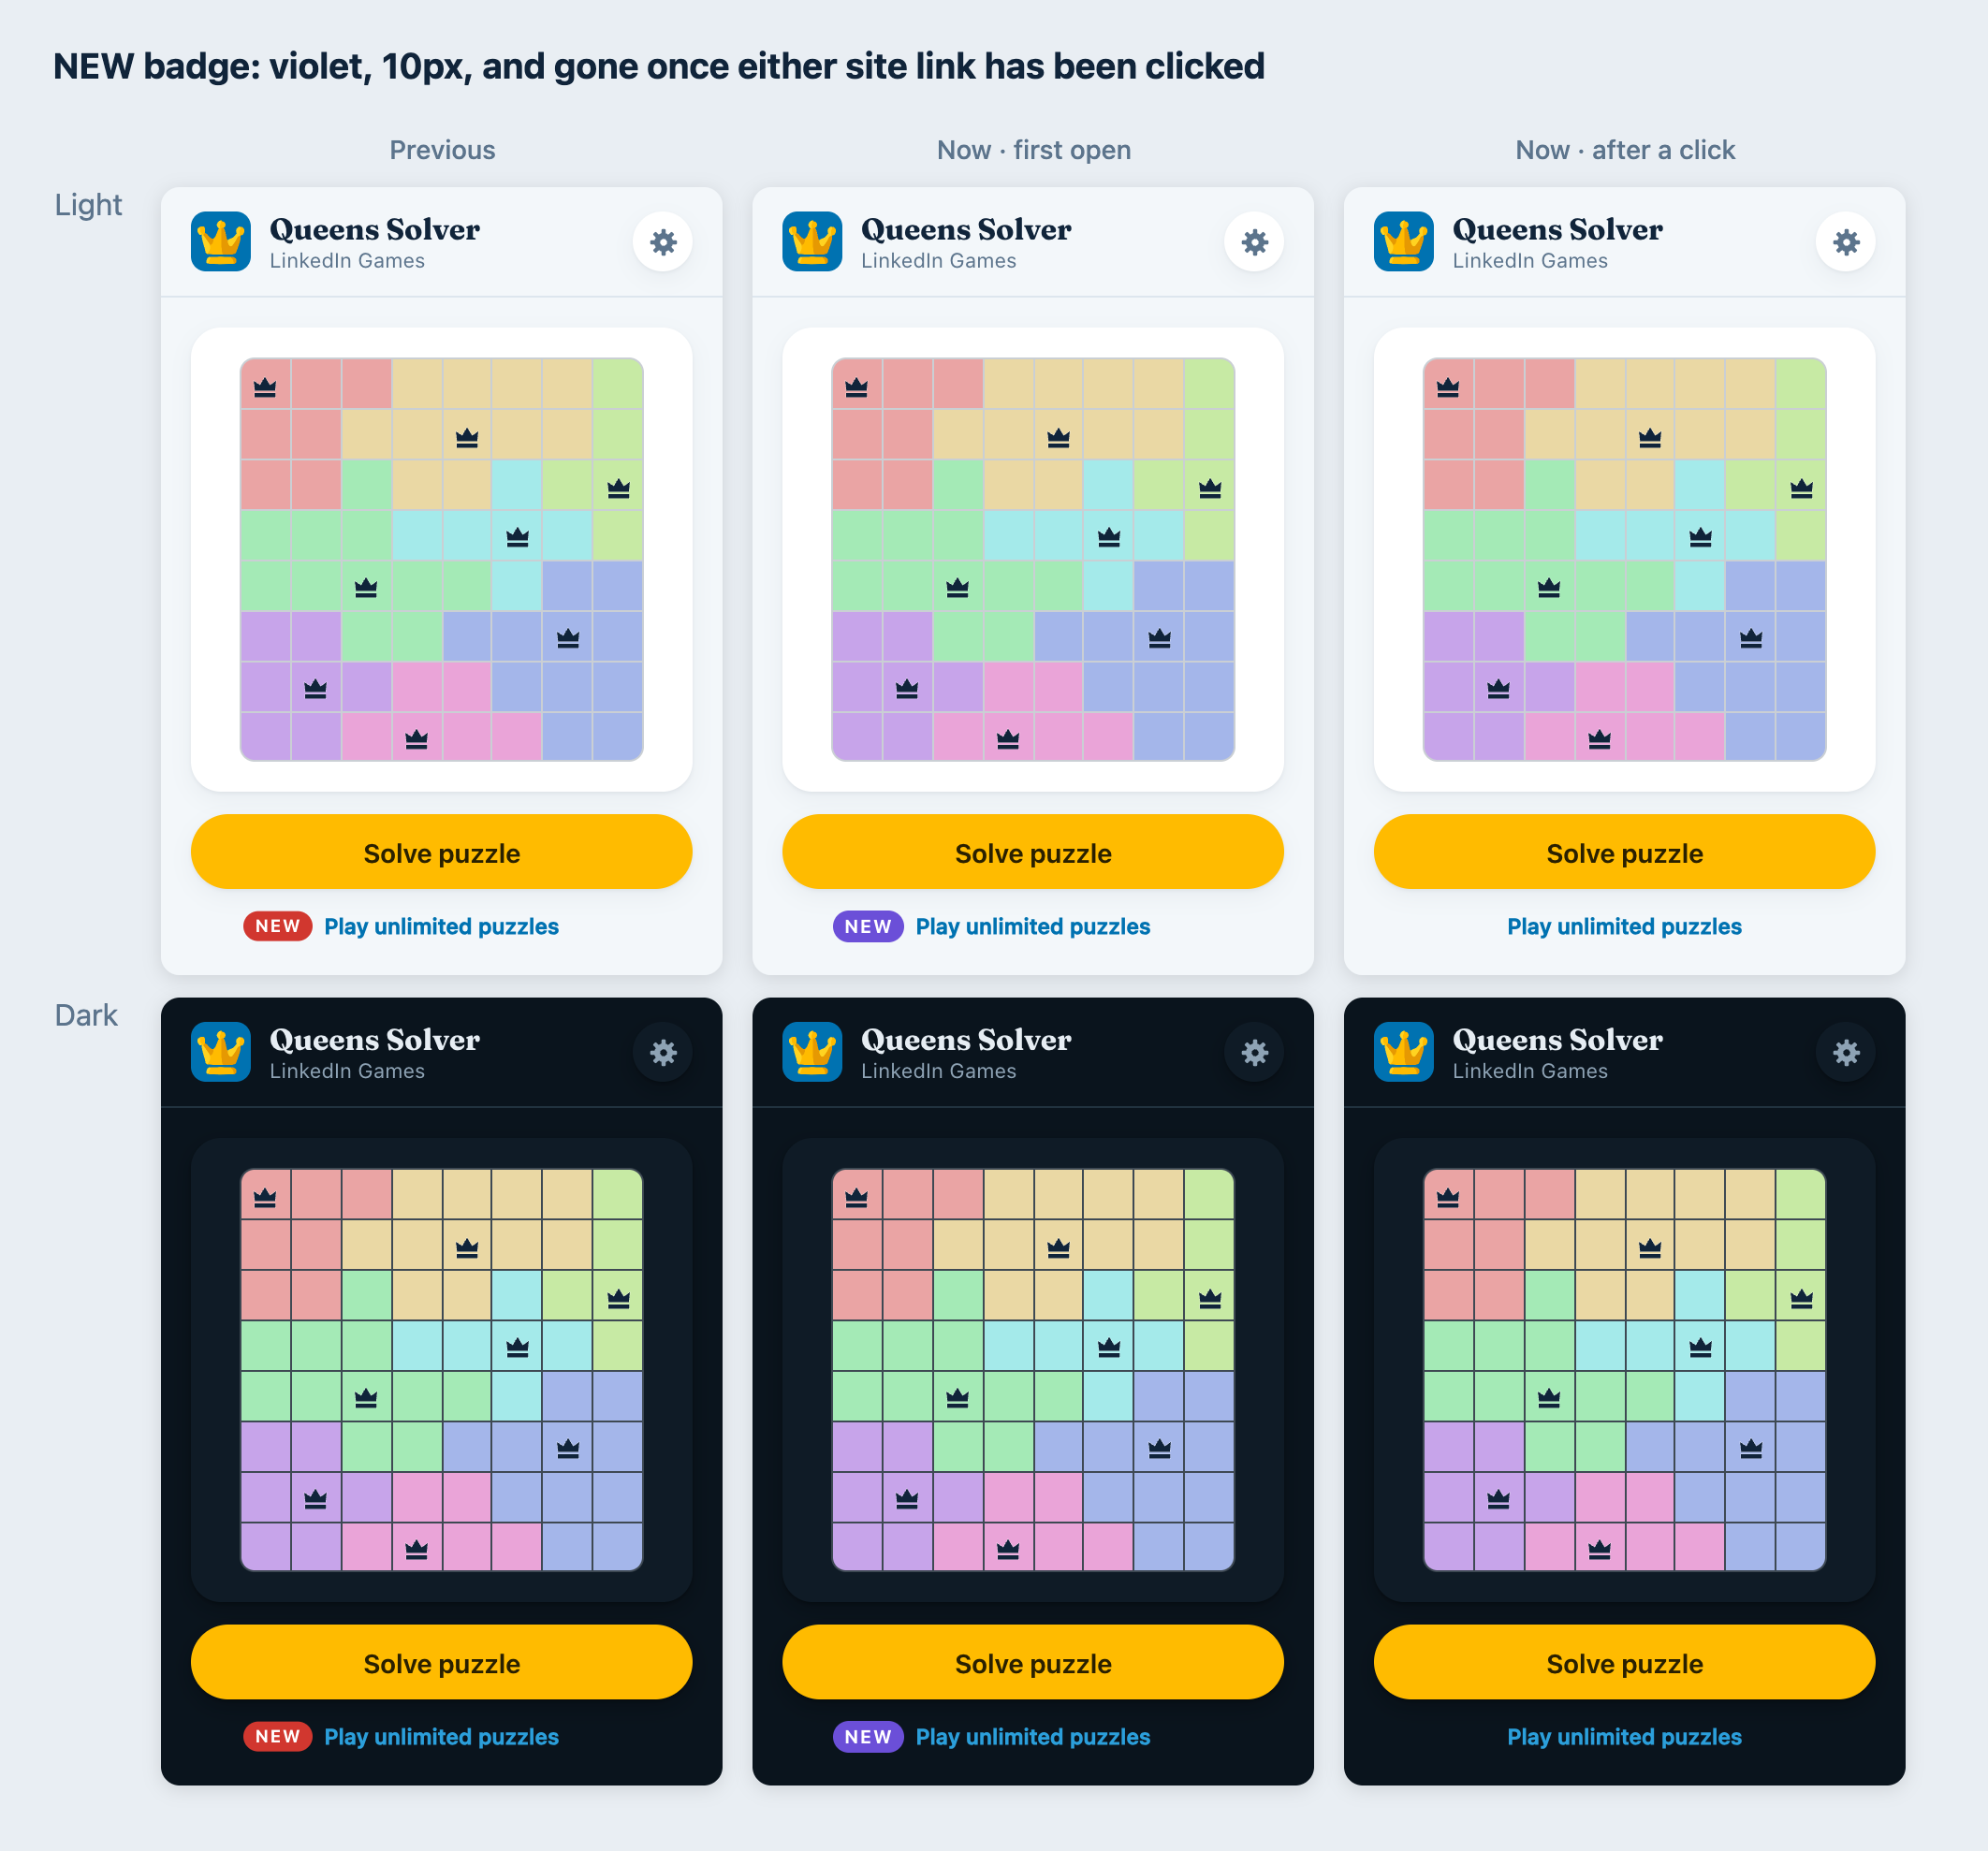 NEW badge: violet, 10px, and gone once either site link has been clicked
Previous
Now · first open
Now · after a click
Light
Queens Solver
LinkedIn Games
Solve puzzle
NEW Play unlimited puzzles
Queens Solver
LinkedIn Games
Solve puzzle
NEW Play unlimited puzzles
Queens Solver
LinkedIn Games
Solve puzzle
Play unlimited puzzles
Dark
Queens Solver
LinkedIn Games
Solve puzzle
NEW Play unlimited puzzles
Queens Solver
LinkedIn Games
Solve puzzle
NEW Play unlimited puzzles
Queens Solver
LinkedIn Games
Solve puzzle
Play unlimited puzzles